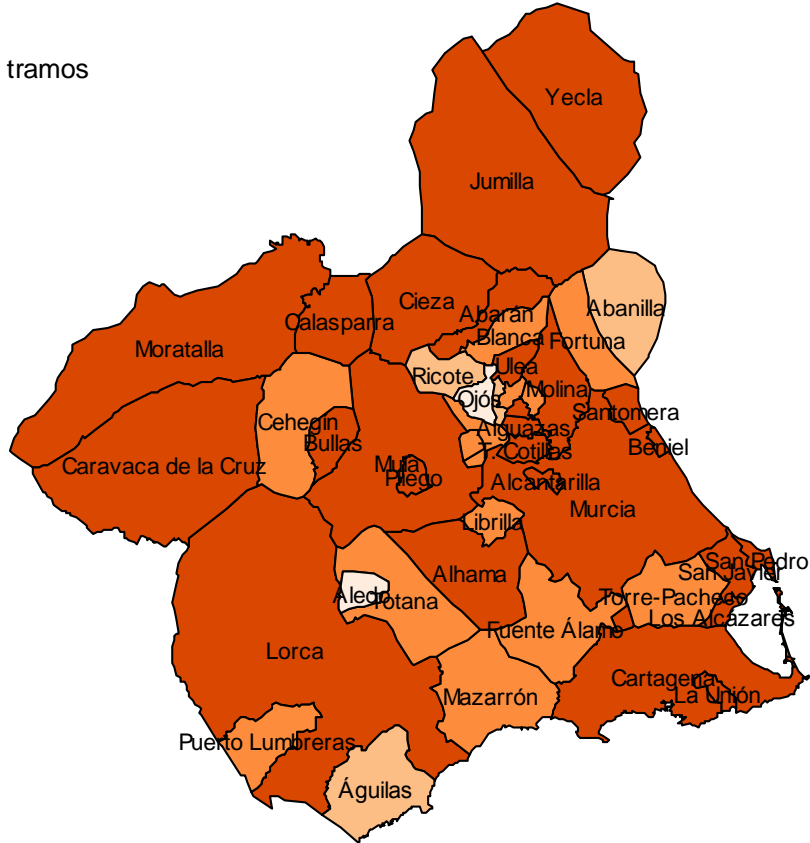 tramos
Yecla
Jumilla
Abanilla
Cieza
Abarán
Calasparra
Blanca
Fortuna
Moratalla
Ulea
Ricote
Molina
Ojós
Santomera
Cehegín
Alguazas
Bullas
Beniel
T. Cotillas
Caravaca de la Cruz
Mula
Pliego
Alcantarilla
Murcia
Librilla
San Pedro
Alhama
San Javier
Aledo
Totana
Torre-Pacheco
Los Alcázares
Fuente Álamo
Lorca
Cartagena
La Unión
Mazarrón
Puerto Lumbreras
Águilas